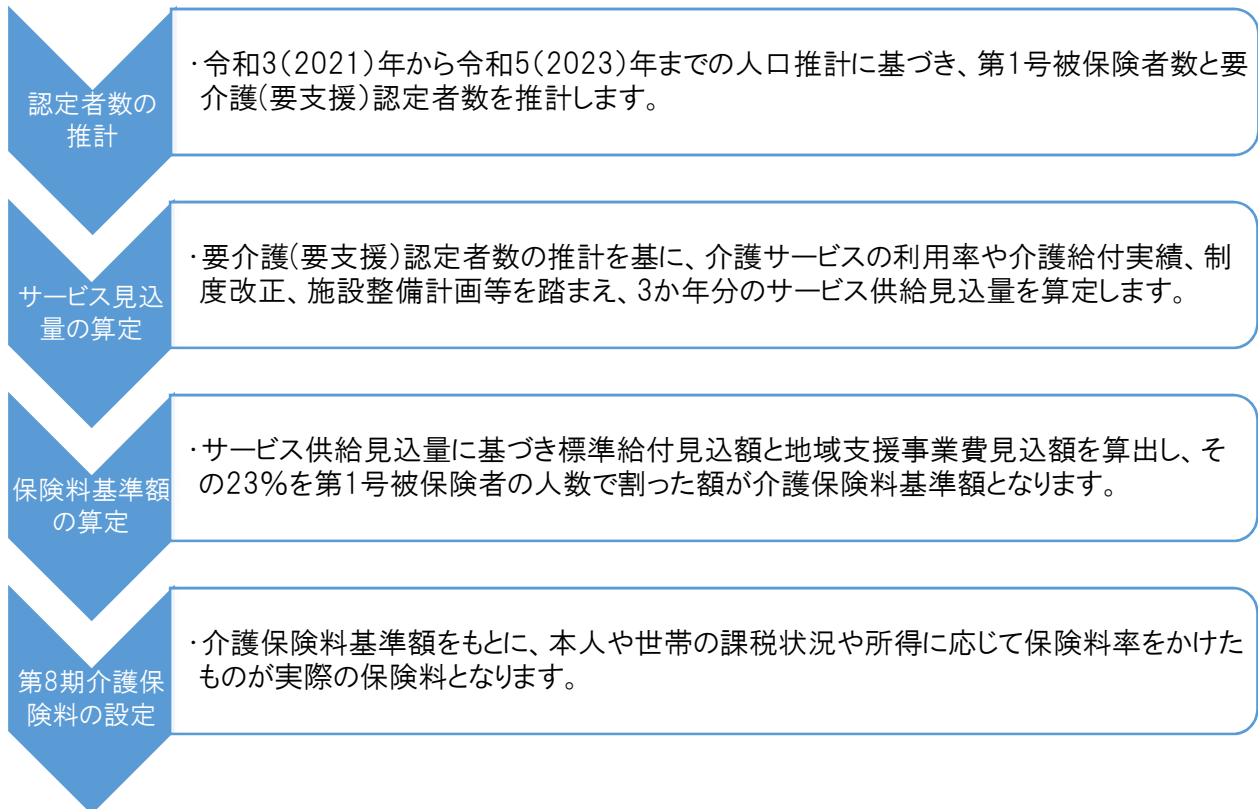 認定者数の
推計
・令和3(2021)年から令和5(2023)年までの人口推計に基づき、第1号被保険者数と要
介護(要支援)認定者数を推計します。
サービス見込
量の算定
・要介護(要支援)認定者数の推計を基に、介護サービスの利用率や介護給付実績、制
度改正、施設整備計画等を踏まえ、3か年分のサービス供給見込量を算定します。
保険料基準額
の算定
・サービス供給見込量に基づき標準給付見込額と地域支援事業費見込額を算出し、そ
の23%を第1号被保険者の人数で割った額が介護保険料基準額となります。
第8期介護保
険料の設定
・介護保険料基準額をもとに、本人や世帯の課税状況や所得に応じて保険料率をかけた
ものが実際の保険料となります。